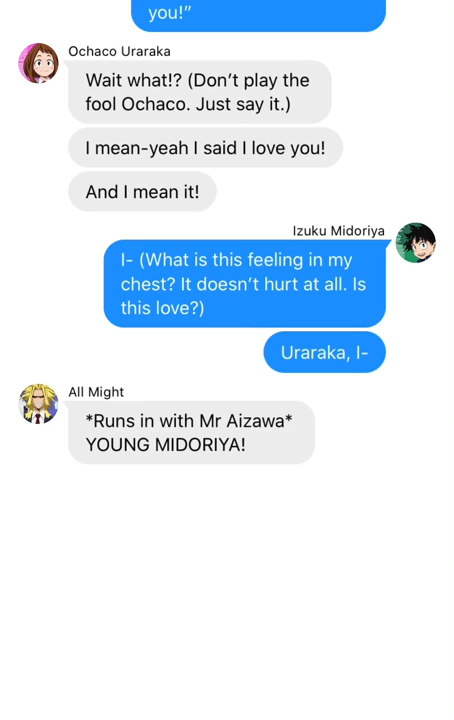 you!”
Ochaco Uraraka
Wait what!? (Don’t play the
fool Ochaco. Just say it.)
I mean-yeah I said I love you!
And I mean it!
Izuku Midoriya
I- (What is this feeling in my
chest? It doesn’t hurt at all. Is
this love?)
Uraraka, I-
All Might
*Runs in with Mr Aizawa*
YOUNG MIDORIYA!